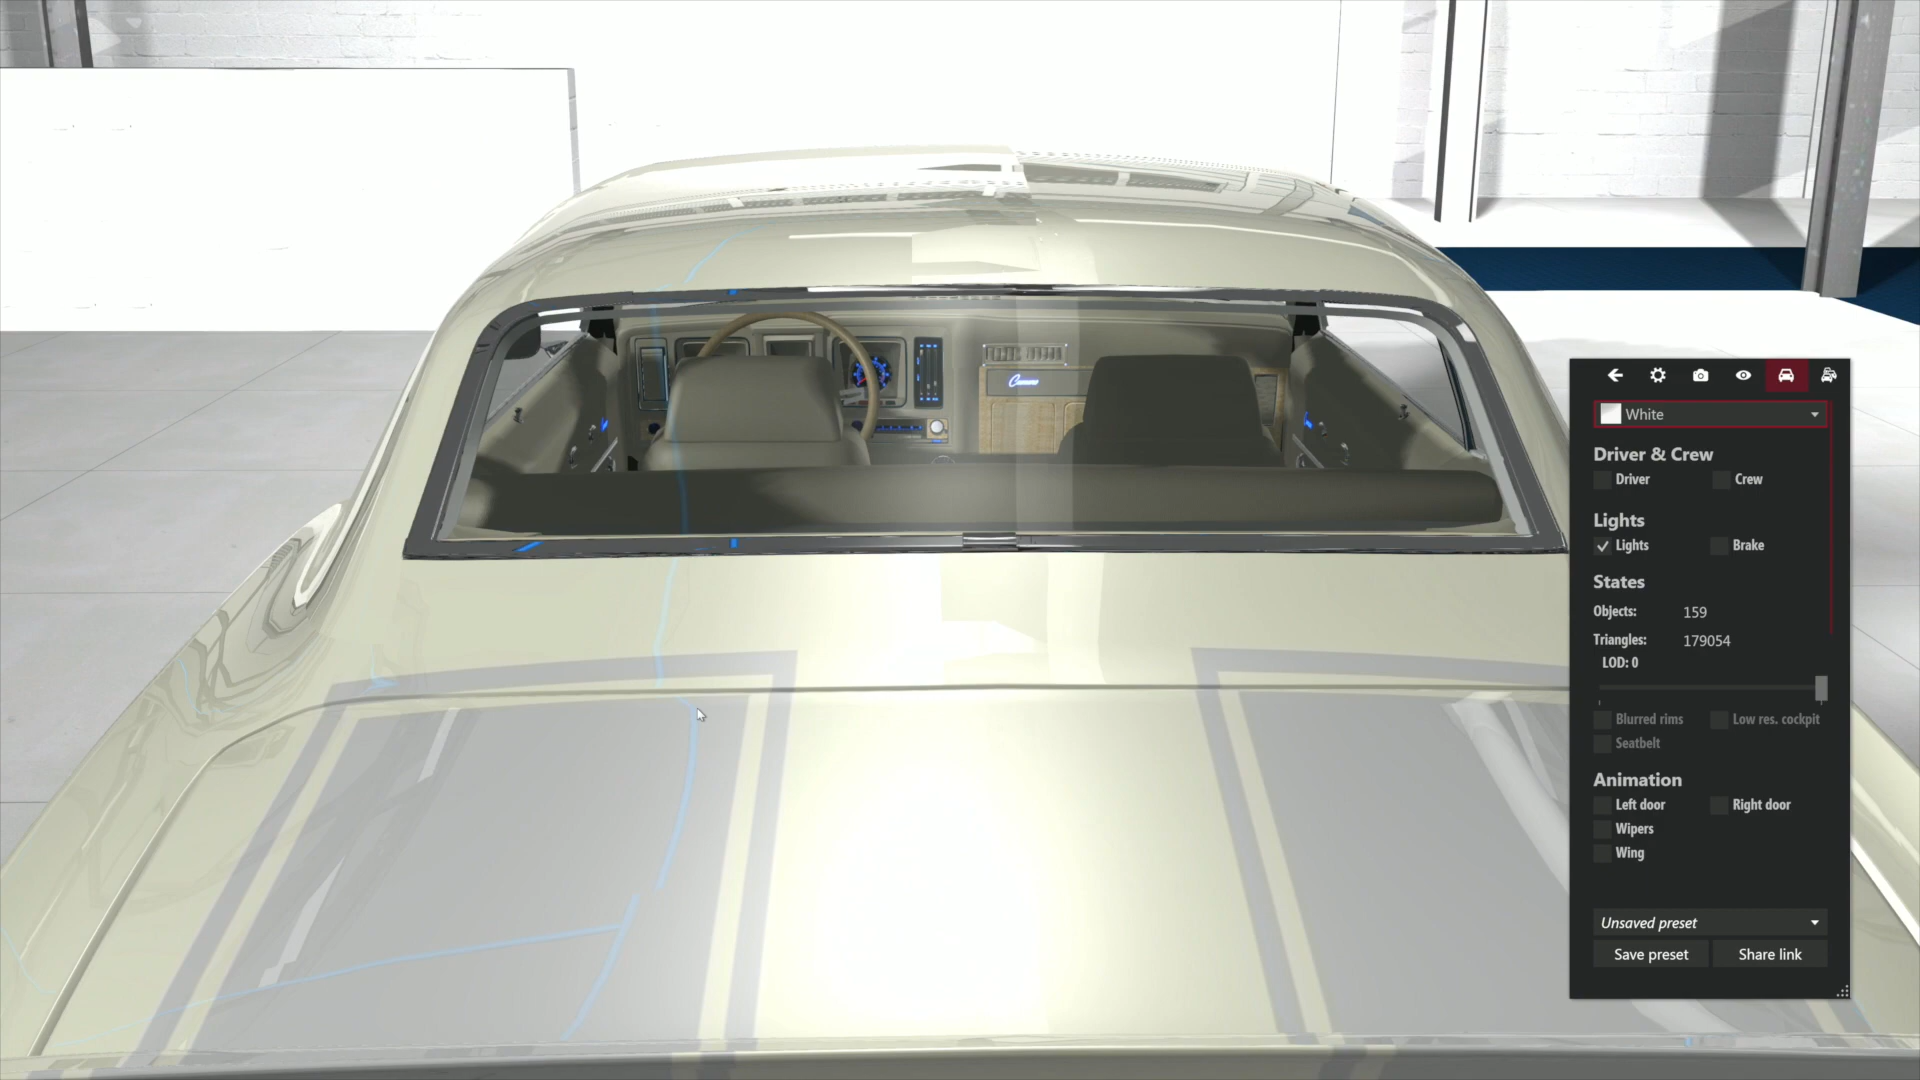 Camaro
White
Driver & Crew
Driver
Crew
Lights
Lights
Brake
States
Objects: 159
Triangles: 179054
LOD: 0
Blurred rims
Low res. cockpit
Seatbelt
Animation
Left door
Right door
Wipers
Wing
Unsaved preset
Save preset
Share link